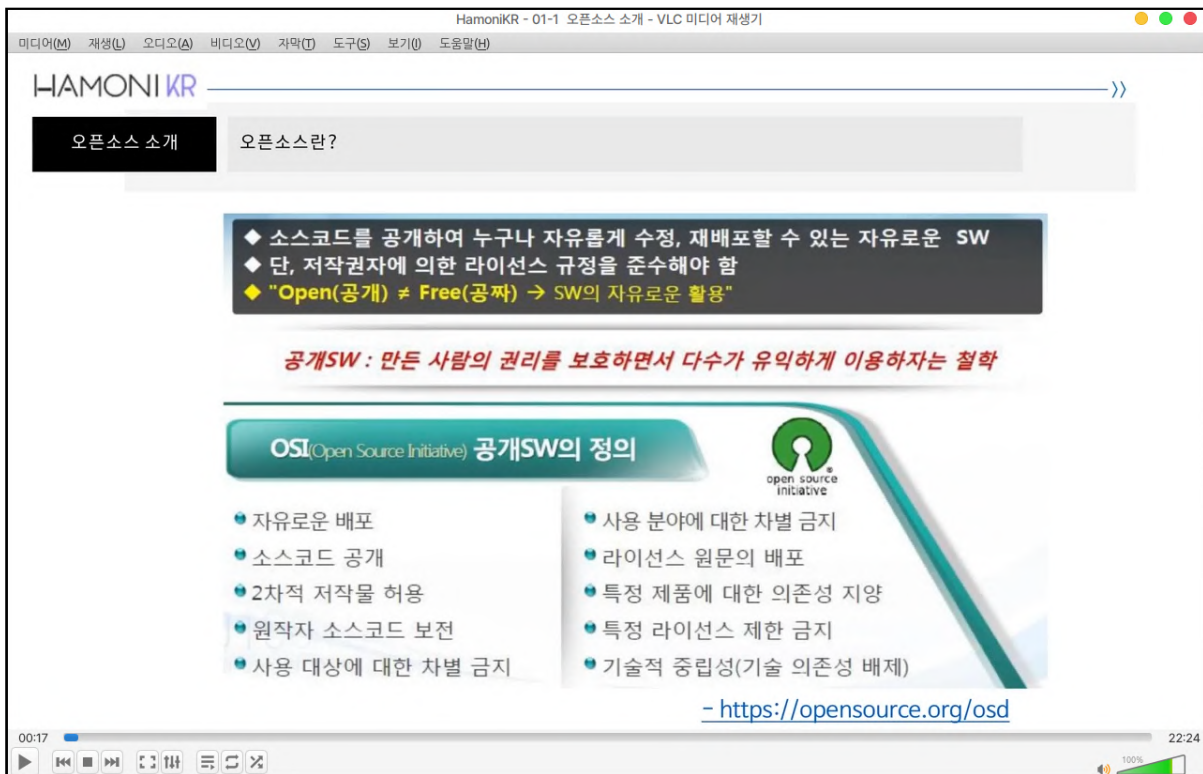 HamoniKR - 01-1 오픈소스 소개 - VLC 미디어 재생기
미디어(M) 재생(L) 오디오(A) 비디오(V) 자막(T) 도구(S) 보기(I) 도움말(H)
HAMONIKR
오픈소스 소개
오픈소스란?
◆ 소스코드를 공개하여 누구나 자유롭게 수정, 재배포할 수 있는 자유로운 SW
◆ 단, 저작권자에 의한 라이선스 규정을 준수해야 함
◆ "Open(공개) ≠ Free(공짜) → SW의 자유로운 활용"
공개SW : 만든 사람의 권리를 보호하면서 다수가 유익하게 이용하자는 철학
OSI(Open Source Initiative) 공개SW의 정의
open source
initiative
자유로운 배포
소스코드 공개
2차적 저작물 허용
원작자 소스코드 보전
사용 대상에 대한 차별 금지
사용 분야에 대한 차별 금지
라이선스 원문의 배포
특정 제품에 대한 의존성 지양
특정 라이선스 제한 금지
기술적 중립성(기술 의존성 배제)
- https://opensource.org/osd
00:17
22:24
100%